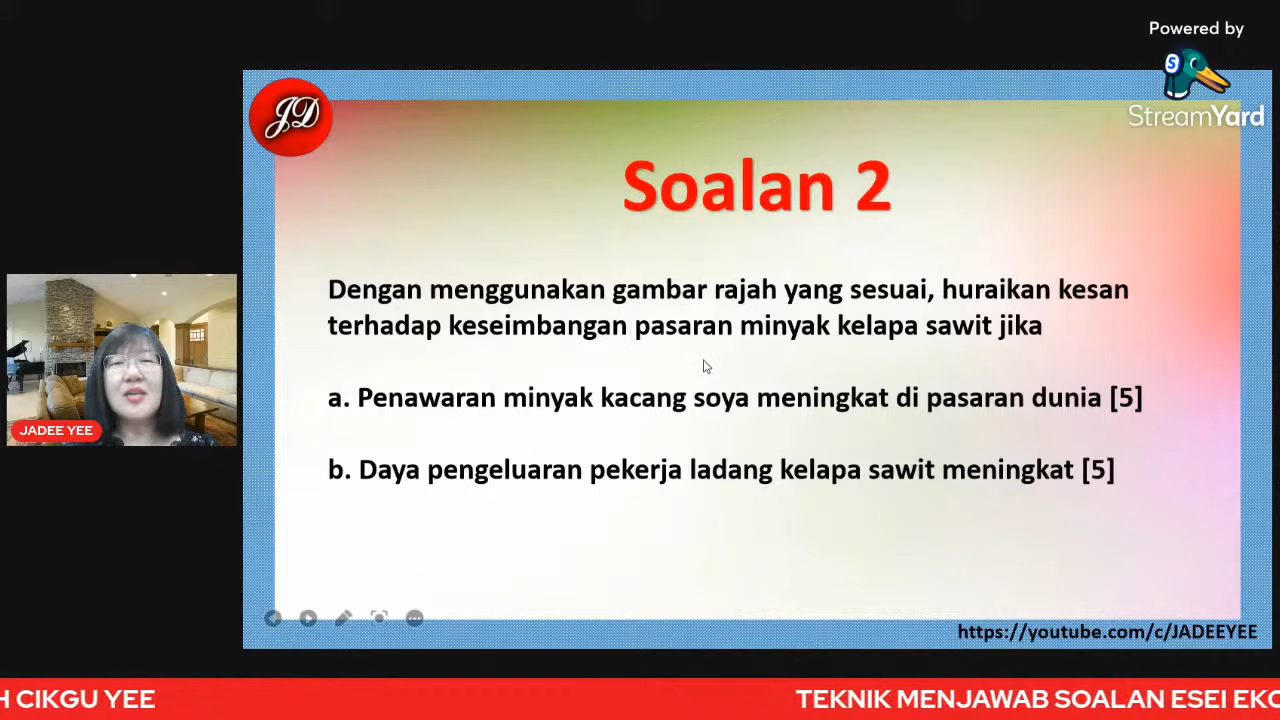 Powered by
StreamYard
JD
Soalan 2
Dengan menggunakan gambar rajah yang sesuai, huraikan kesan
terhadap keseimbangan pasaran minyak kelapa sawit jika
a. Penawaran minyak kacang soya meningkat di pasaran dunia [5]
b. Daya pengeluaran pekerja ladang kelapa sawit meningkat [5]
JADEE YEE
https://youtube.com/c/JADEEYEE
H CIKGU YEE
TEKNIK MENJAWAB SOALAN ESEI EKO